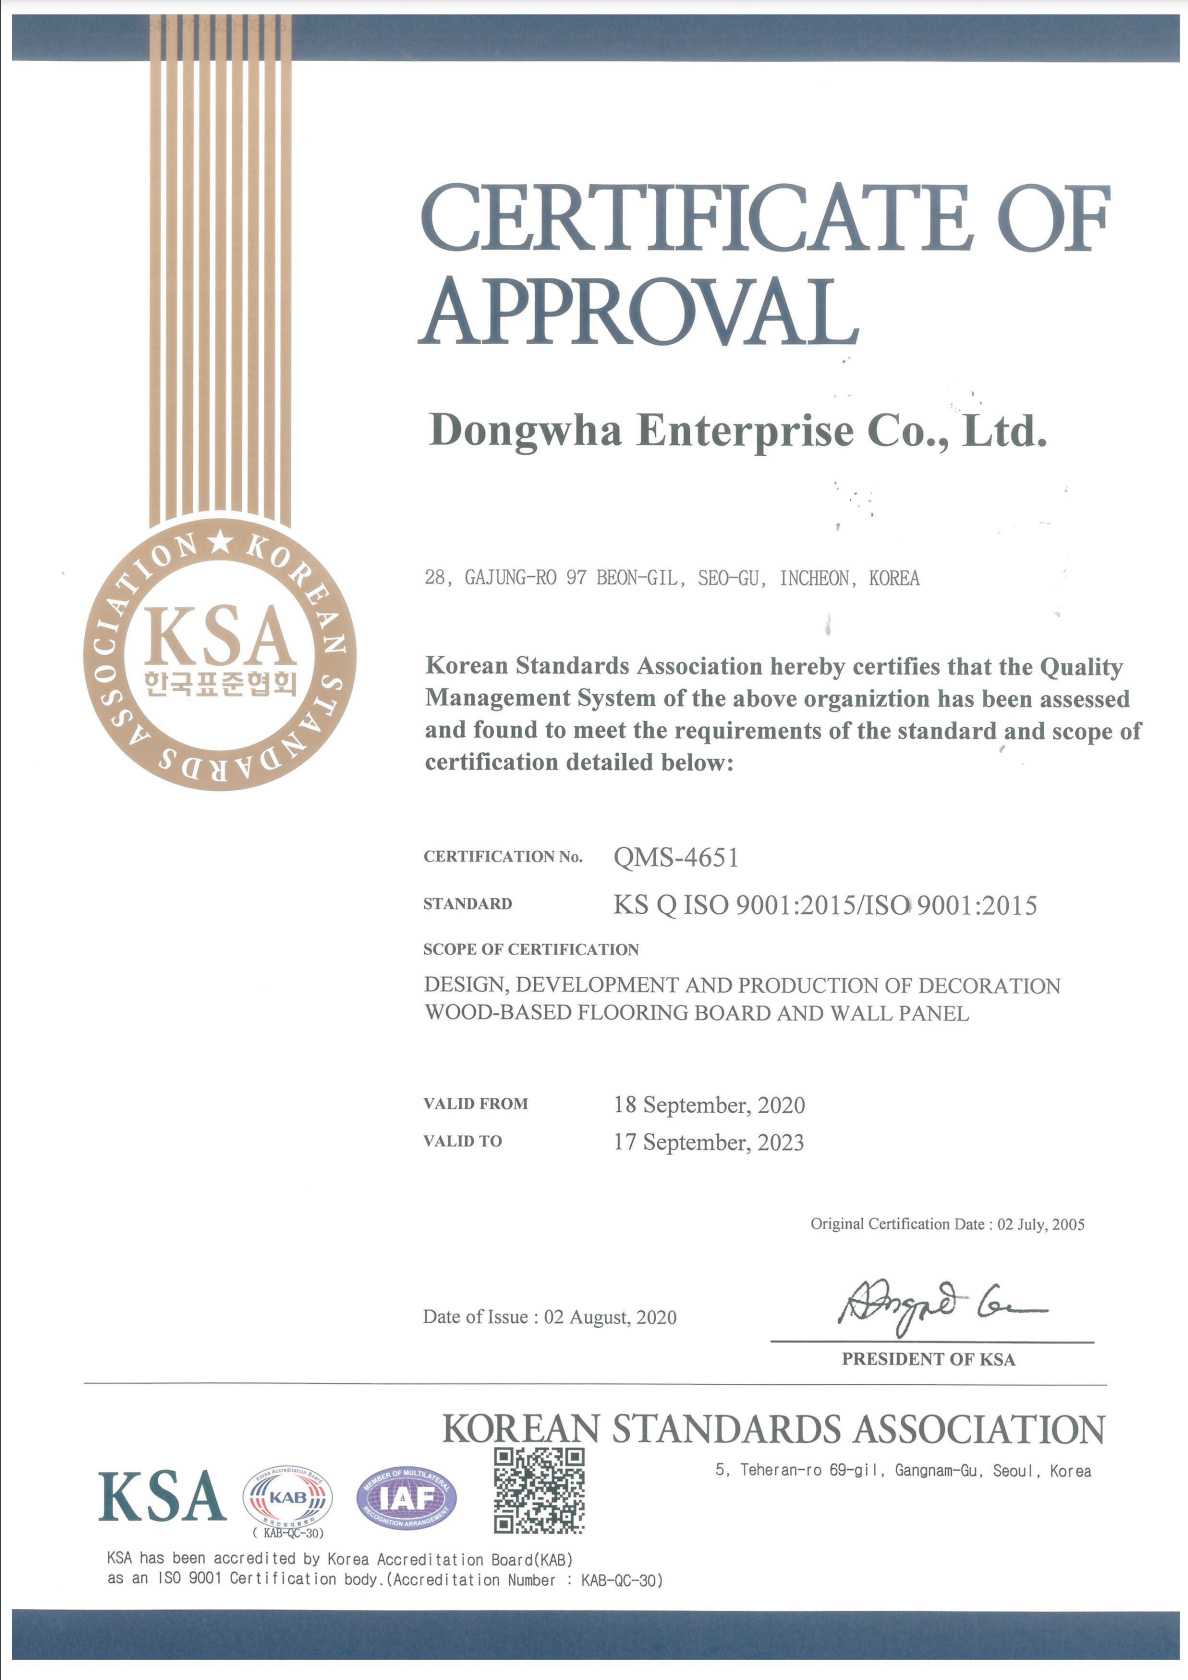 CERTIFICATE OF
APPROVAL
Dongwha Enterprise Co., Ltd.
28, GAJUNG-RO 97 BEON-GIL, SEO-GU, INCHEON, KOREA
ASSOCIATION ★ KOREAN STANDARDS
KSA
한국표준협회
Korean Standards Association hereby certifies that the Quality
Management System of the above organiztion has been assessed
and found to meet the requirements of the standard and scope of
certification detailed below:
CERTIFICATION No. QMS-4651
STANDARD KS Q ISO 9001:2015/ISO 9001:2015
SCOPE OF CERTIFICATION
DESIGN, DEVELOPMENT AND PRODUCTION OF DECORATION
WOOD-BASED FLOORING BOARD AND WALL PANEL
VALID FROM 18 September, 2020
VALID TO 17 September, 2023
Original Certification Date : 02 July, 2005
Date of Issue : 02 August, 2020
PRESIDENT OF KSA
KOREAN STANDARDS ASSOCIATION
5, Teheran-ro 69-gil, Gangnam-Gu, Seoul, Korea
KSA
Korea Accreditation Board
KAB
( KAB-QC-30)
MEMBER OF MULTILATERAL
IAF
RECOGNITION ARRANGEMENT
KSA has been accredited by Korea Accreditation Board(KAB)
as an ISO 9001 Certification body.(Accreditation Number : KAB-QC-30)